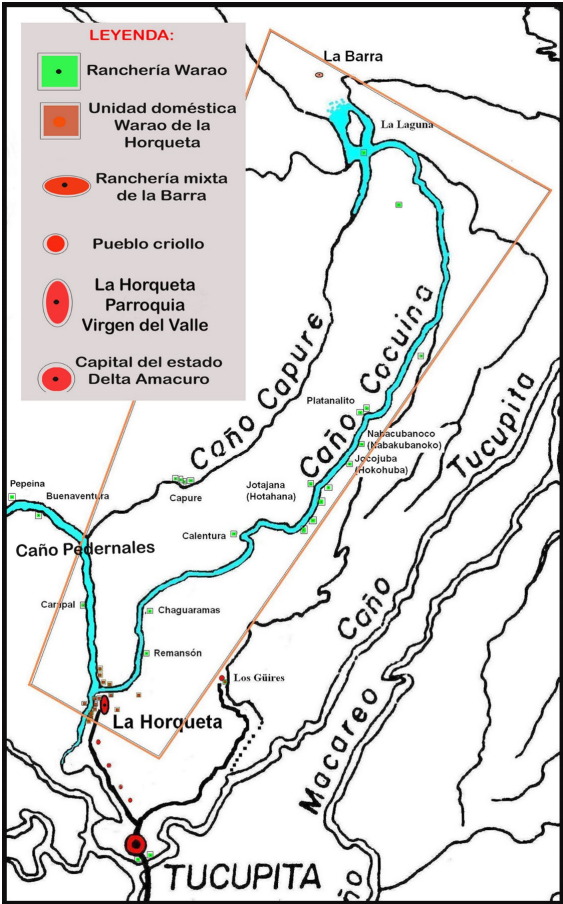 LEYENDA:
Ranchería Warao
Unidad doméstica
Warao de la
Horqueta
Ranchería mixta
de la Barra
Pueblo criollo
La Horqueta
Parroquia
Virgen del Valle
Capital del estado
Delta Amacuro
La Barra
La Laguna
Caño Capure
Caño Cocuina
Platanalito
Nabacubanoco
(Nabakubanoko)
Jocojuba
(Hokohuba)
Tucupita
Caño
Jotajana
(Hotahana)
Capure
Pepeina
Buenaventura
Caño Pedernales
Calentura
Carapal
Chaguaramas
Remansón
Los Güires
La Horqueta
Macareo
Caño
TUCUPITA